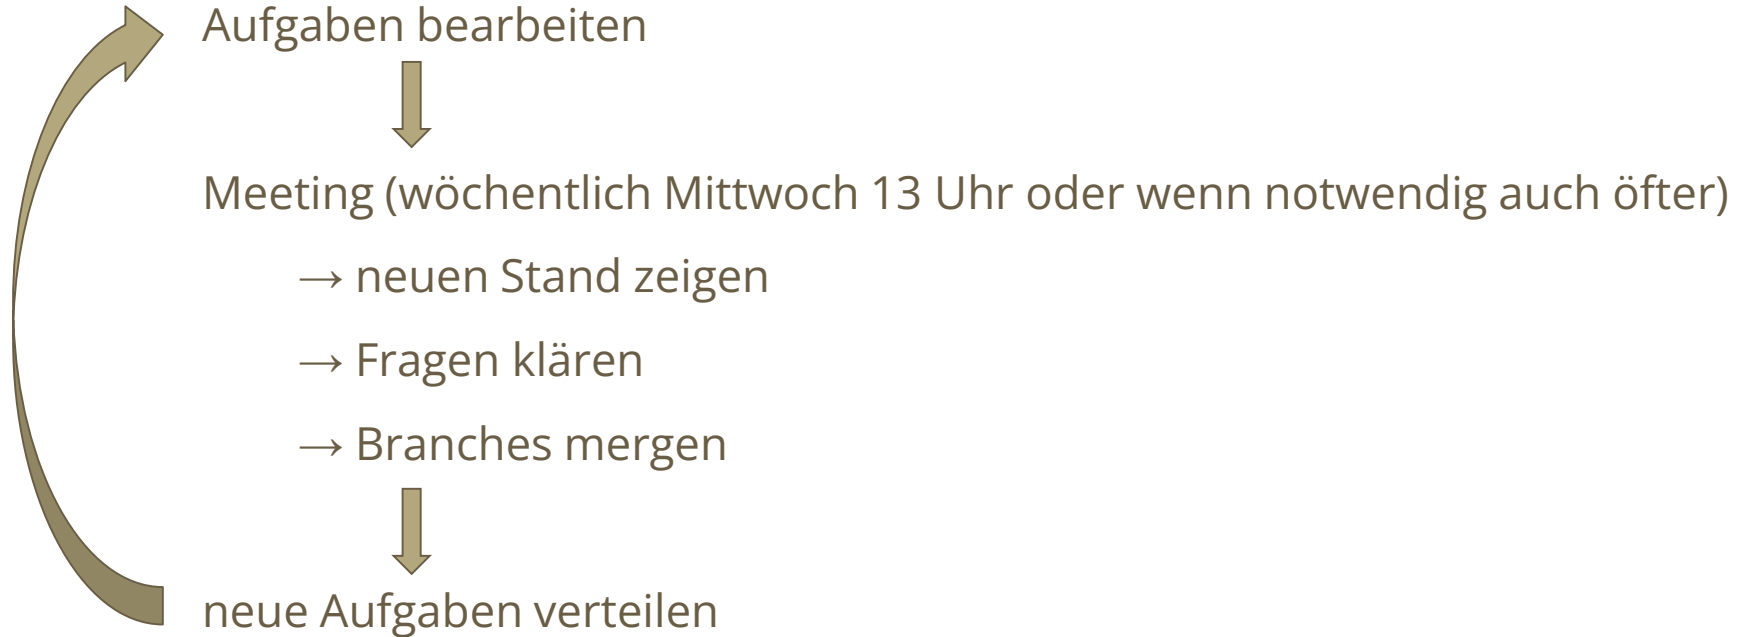 Aufgaben bearbeiten
Meeting (wöchentlich Mittwoch 13 Uhr oder wenn notwendig auch öfter)
→ neuen Stand zeigen
→ Fragen klären
→ Branches mergen
neue Aufgaben verteilen